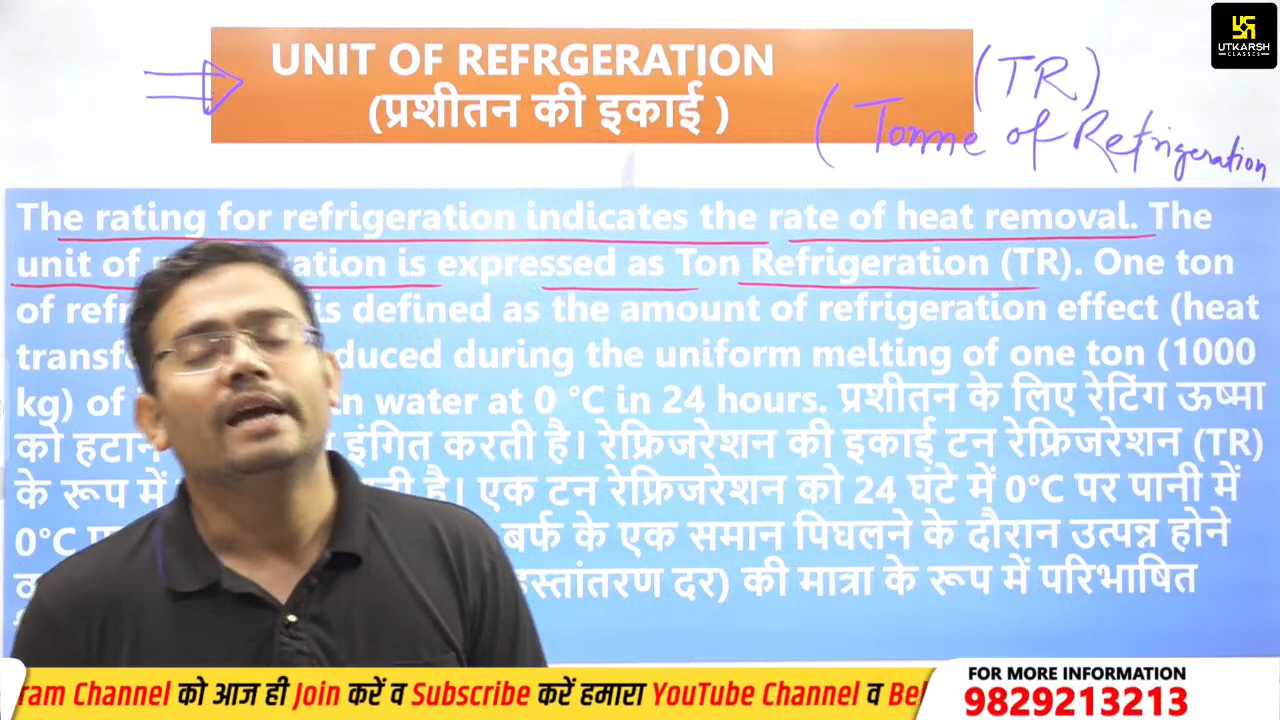 UNIT OF REFRGERATION
(प्रशीतन की इकाई )
(TR)
( Tonne of Refrigeration
UTKARSH
CLASSES
The rating for refrigeration indicates the rate of heat removal. The
unit of ation is expressed as Ton Refrigeration (TR). One ton
of refr is defined as the amount of refrigeration effect (heat
transf duced during the uniform melting of one ton (1000
kg) of n water at 0 °C in 24 hours. प्रशीतन के लिए रेटिंग ऊष्मा
को हटान इंगित करती है। रेफ्रिजरेशन की इकाई टन रेफ्रिजरेशन (TR)
के रूप में है। एक टन रेफ्रिजरेशन को 24 घंटे में 0°C पर पानी में
0°C बर्फ के एक समान पिघलने के दौरान उत्पन्न होने
हस्तांतरण दर) की मात्रा के रूप में परिभाषित
ram Channel को आज ही Join करें व Subscribe करें हमारा YouTube Channel व Be
FOR MORE INFORMATION
9829213213